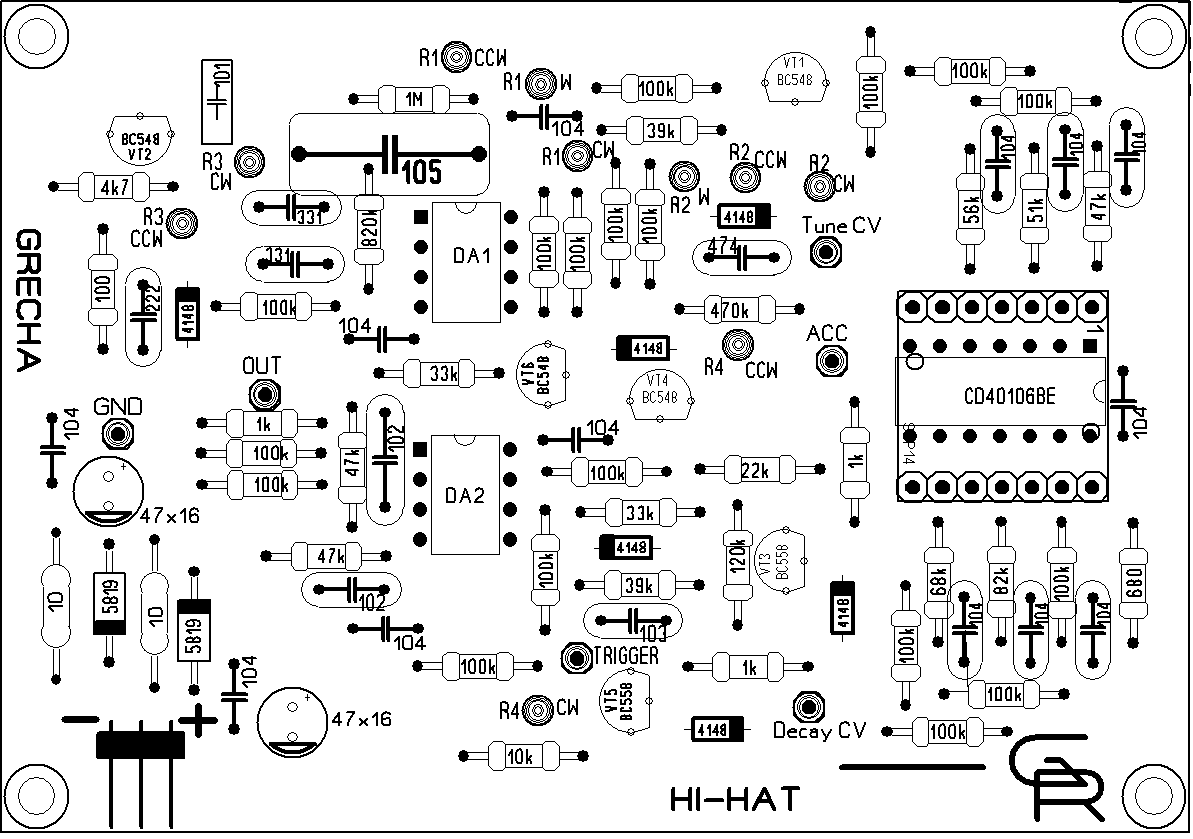 R1 CCW
R1 W
VT1
BC548
100k
100k
100k
101
1M
104
100k
39k
104
104
104
BC548
VT2
R3
CW
105
R1 CW
R2
CCW
R2
CW
4k7
331
820k
100k
100k
R2 W
4148
56k
51k
47k
R3
CCW
DA1
100k
100k
474
Tune CV
GRECHA
331
100
222
4148
100k
470k
104
4148
R4
CCW
ACC
1
OUT
33k
VT6
BC548
VT4
BC548
CD40106BE
104
GND
104
1k
100k
100k
47k
102
104
100k
22k
1k
DA2
47x16
33k
47k
100k
4148
120k
VT3
BC558
39k
4148
68k
82k
100k
680
10
5819
10
5819
102
104
103
104
104
104
100k
TRIGGER
100k
1k
104
VT5
BC558
100k
R4 CW
47x16
4148
Decay CV
100k
10k
− +
HI-HAT
GR